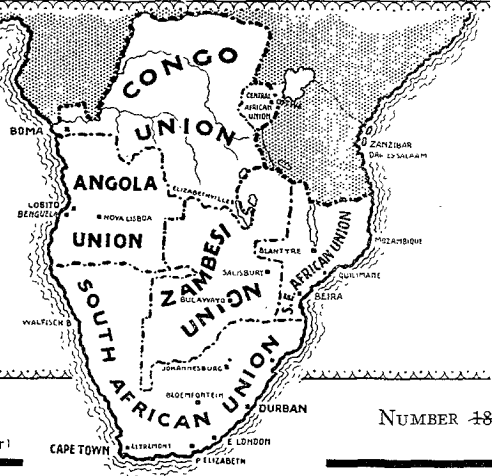 CONGO
UNION
CENTRAL
AFRICAN
UNION
BOMA
ZANZIBAR
DAR ES SALAAM
ANGOLA
UNION
ELIZABETHVILLE
LOBITO
BENGUELA
NOVA LISBOA
ZAMBESI
UNION
BLANTYRE
S.E. AFRICAN UNION
MOZAMBIQUE
QUILIMANE
SALISBURY
BULAWAYO
BEIRA
WALFISCH B
SOUTH AFRICAN UNION
JOHANNESBURG
BLOEMFONTEIN
DURBAN
NUMBER 18
CAPE TOWN
E LONDON
P ELIZABETH